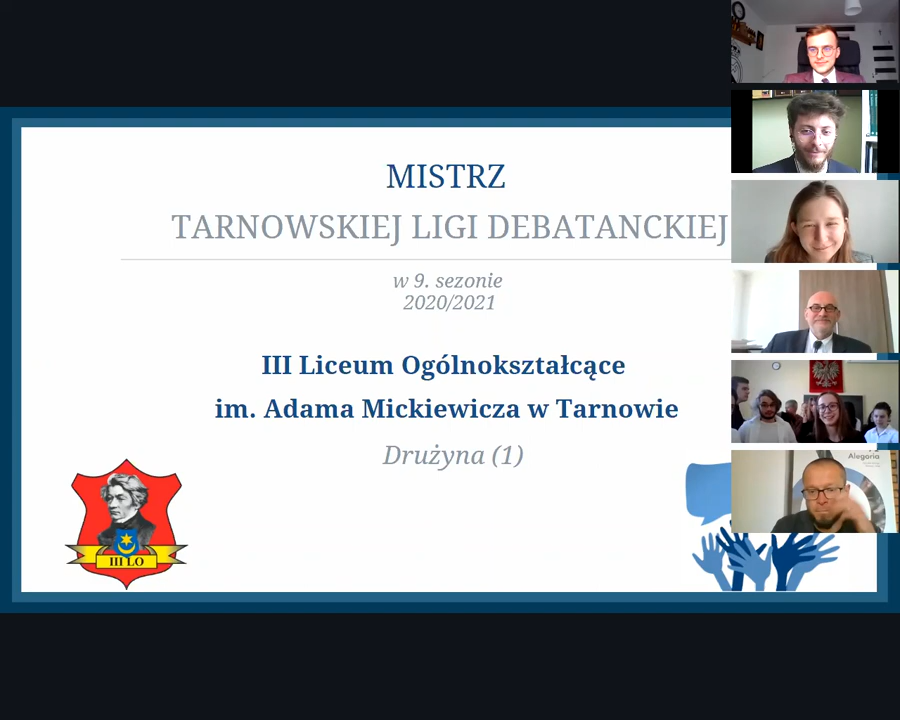 MISTRZ
TARNOWSKIEJ LIGI DEBATANCKIEJ
w 9. sezonie
2020/2021
III Liceum Ogólnokształcące
im. Adama Mickiewicza w Tarnowie
Drużyna (1)
III LO
Alegoria